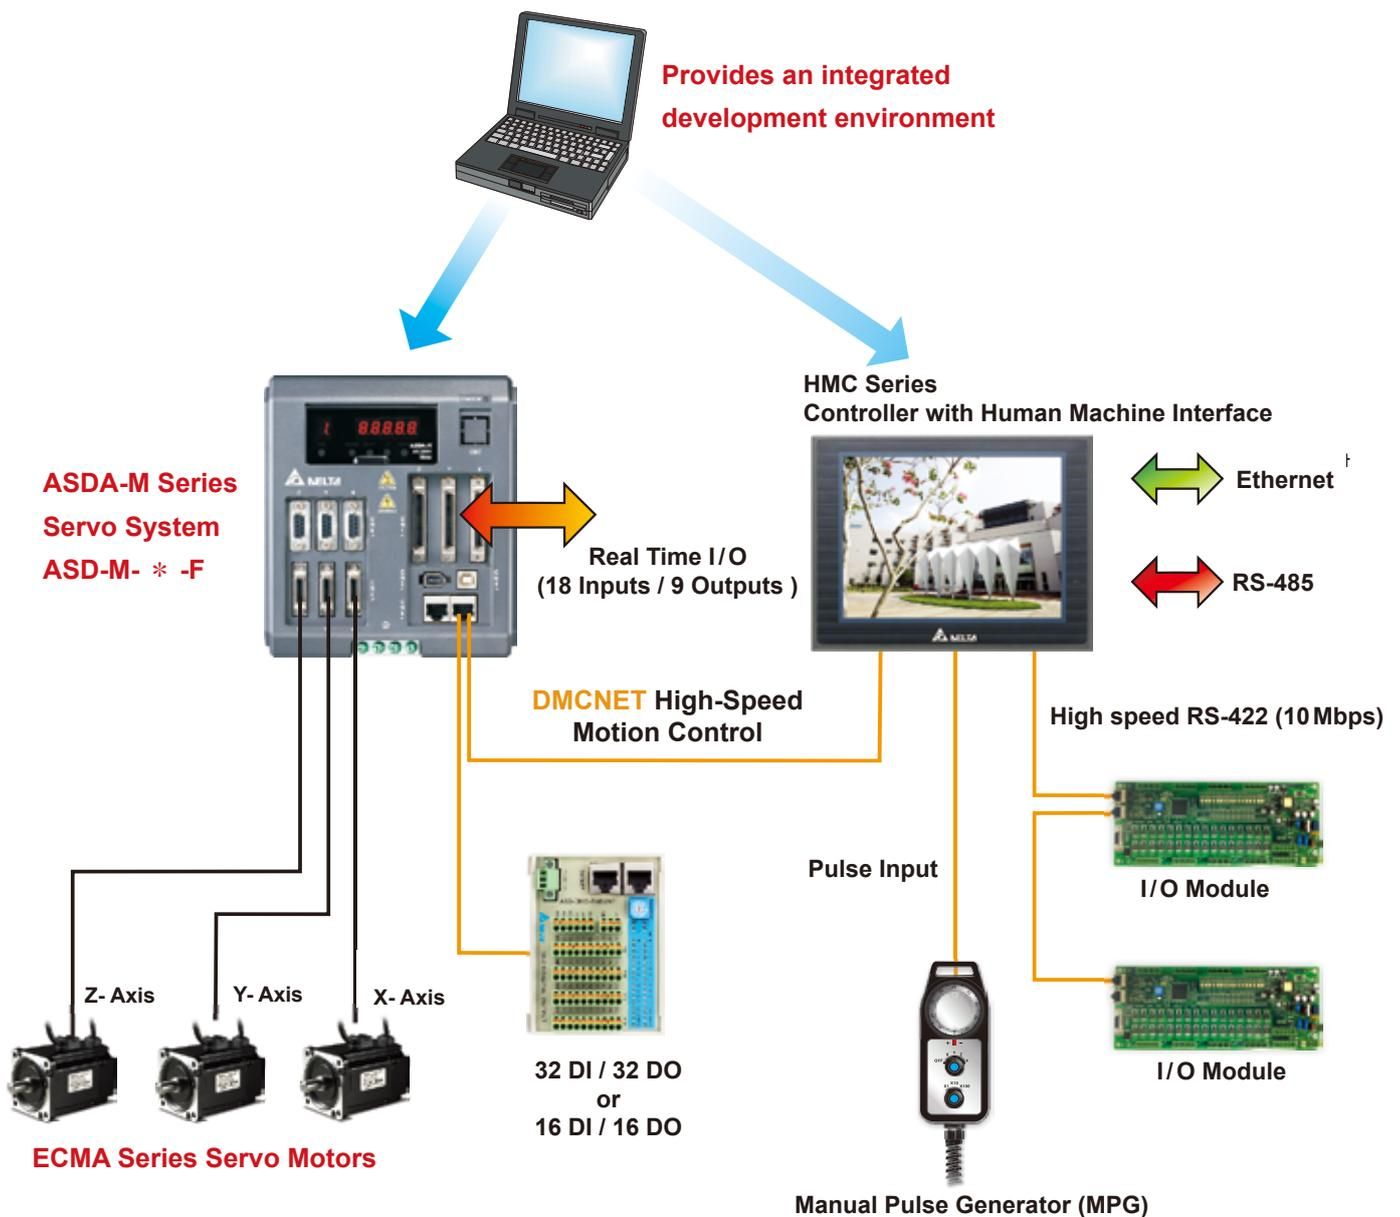 Provides an integrated
development environment
HMC Series
Controller with Human Machine Interface
ASDA-M Series
Servo System
ASD-M- * -F
DELTA
Real Time I/O
(18 Inputs / 9 Outputs )
Ethernet
RS-485
DELTA
DMCNET High-Speed
Motion Control
High speed RS-422 (10 Mbps)
Pulse Input
I/O Module
Z- Axis
Y- Axis
X- Axis
32 DI / 32 DO
or
16 DI / 16 DO
I/O Module
ECMA Series Servo Motors
Manual Pulse Generator (MPG)